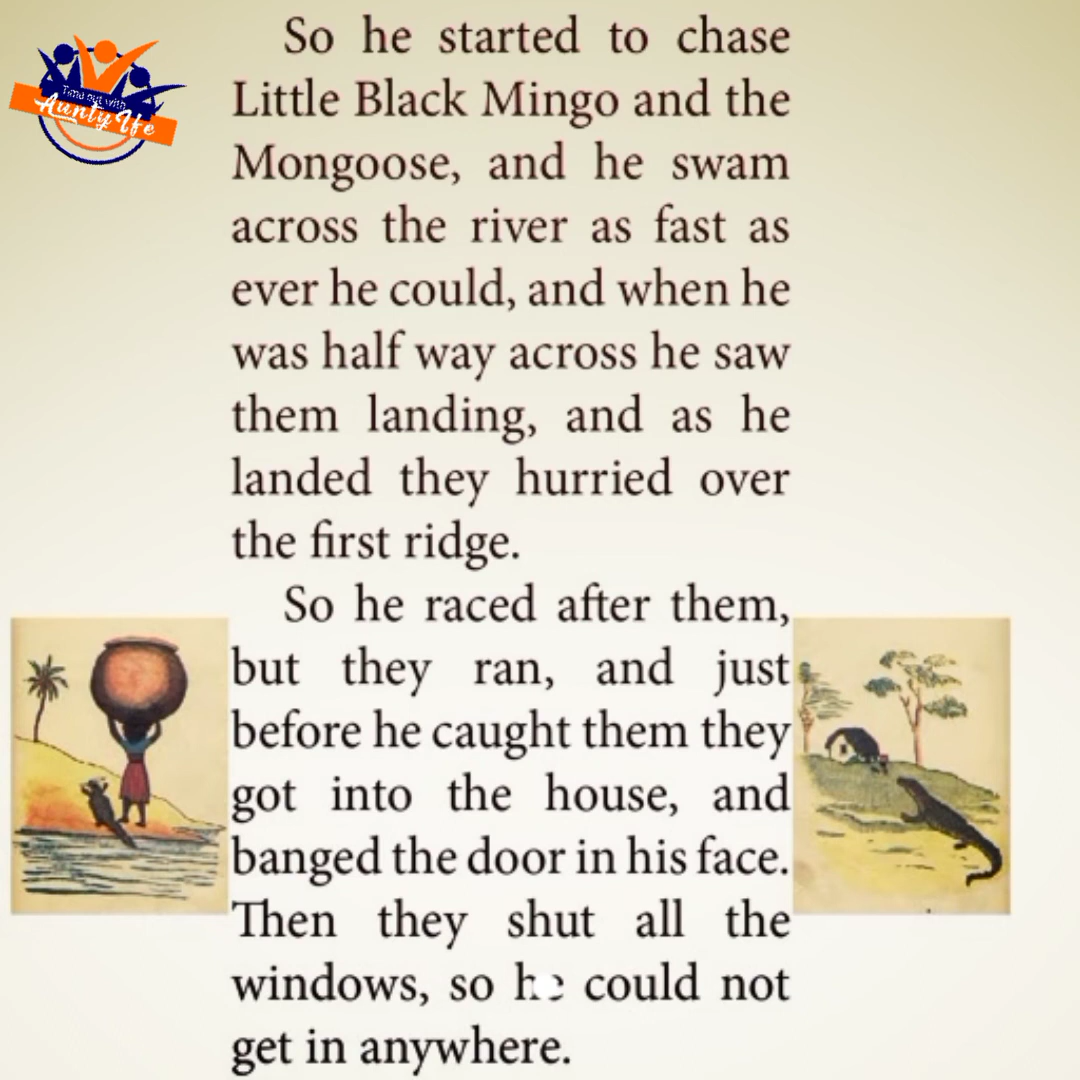 Time out with
Aunty Ife
So he started to chase
Little Black Mingo and the
Mongoose, and he swam
across the river as fast as
ever he could, and when he
was half way across he saw
them landing, and as he
landed they hurried over
the first ridge.
So he raced after them,
but they ran, and just
before he caught them they
got into the house, and
banged the door in his face.
Then they shut all the
windows, so he could not
get in anywhere.